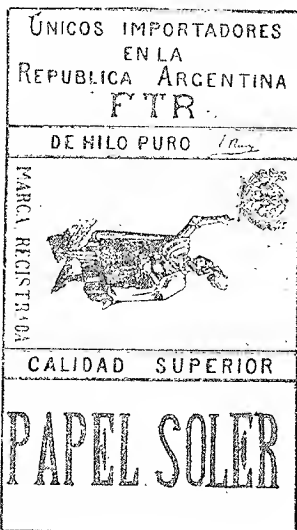 ÚNICOS IMPORTADORES
EN LA
REPUBLICA ARGENTINA
FTR
DE HILO PURO
MARCA REGISTRADA
CALIDAD SUPERIOR
PAPEL SOLER